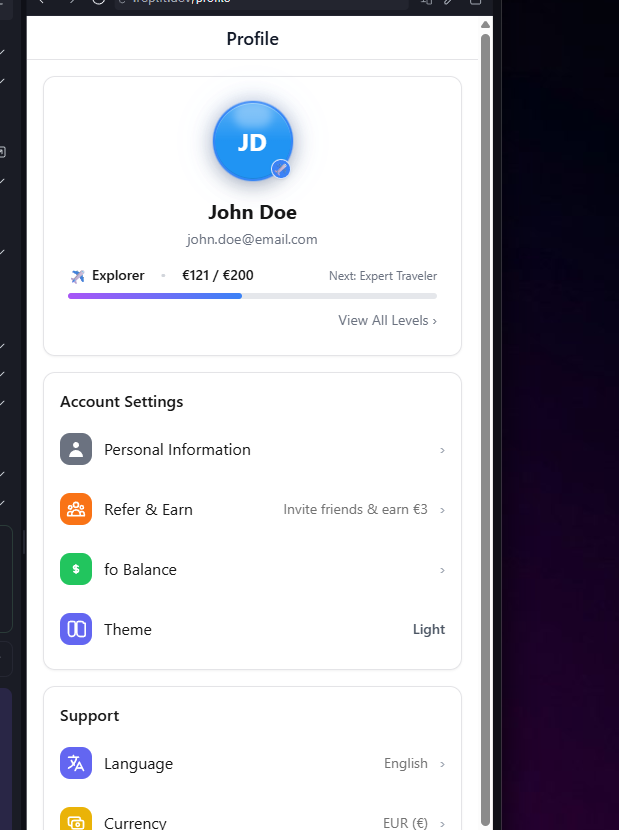 Profile
JD
John Doe
john.doe@email.com
Explorer • €121 / €200 Next: Expert Traveler
View All Levels ›
Account Settings
Personal Information ›
Refer & Earn Invite friends & earn €3 ›
$ fo Balance ›
Theme Light
Support
Language English ›
Currency EUR (€) ›